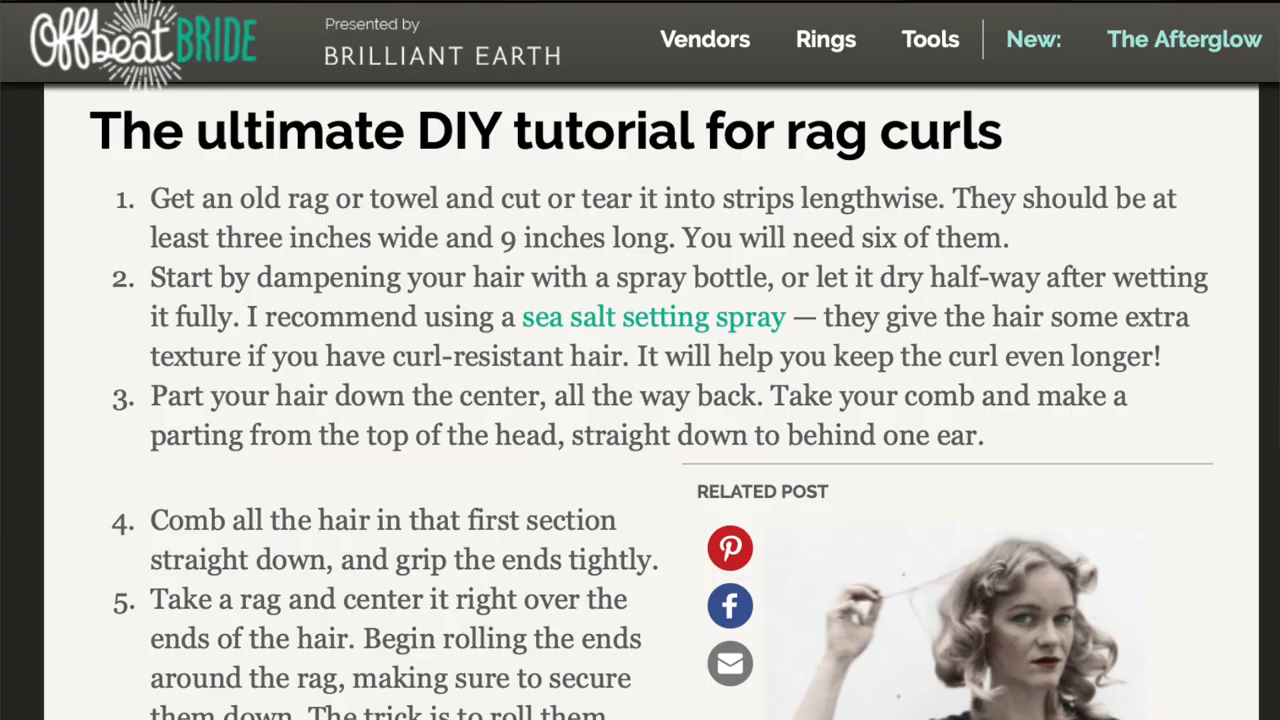 Offbeat BRIDE
Presented by
BRILLIANT EARTH
Vendors
Rings
Tools
New:
The Afterglow
The ultimate DIY tutorial for rag curls
1. Get an old rag or towel and cut or tear it into strips lengthwise. They should be at
least three inches wide and 9 inches long. You will need six of them.
2. Start by dampening your hair with a spray bottle, or let it dry half-way after wetting
it fully. I recommend using a sea salt setting spray — they give the hair some extra
texture if you have curl-resistant hair. It will help you keep the curl even longer!
3. Part your hair down the center, all the way back. Take your comb and make a
parting from the top of the head, straight down to behind one ear.
4. Comb all the hair in that first section
straight down, and grip the ends tightly.
5. Take a rag and center it right over the
ends of the hair. Begin rolling the ends
around the rag, making sure to secure
them down. The trick is to roll them
RELATED POST